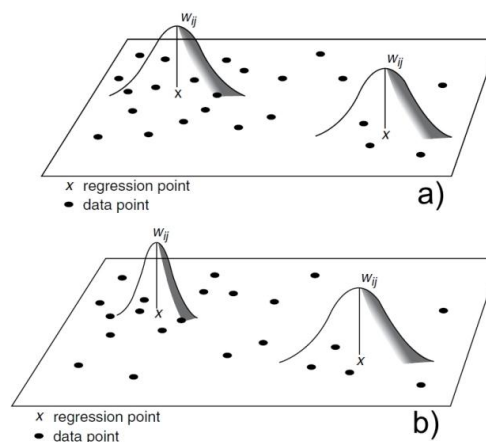 w_ij
w_ij
x
x
x regression point
data point
a)
w_ij
w_ij
x
x
x regression point
data point
b)